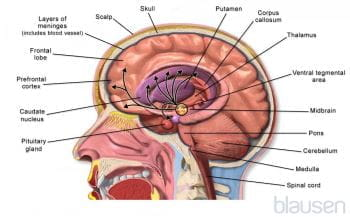 Layers of
meninges
(includes blood vessel)
Scalp
Skull
Putamen
Corpus
callosum
Thalamus
Frontal
lobe
Prefrontal
cortex
Ventral tegmental
area
Caudate
nucleus
Midbrain
Pons
Pituitary
gland
Cerebellum
Medulla
Spinal cord
blausen